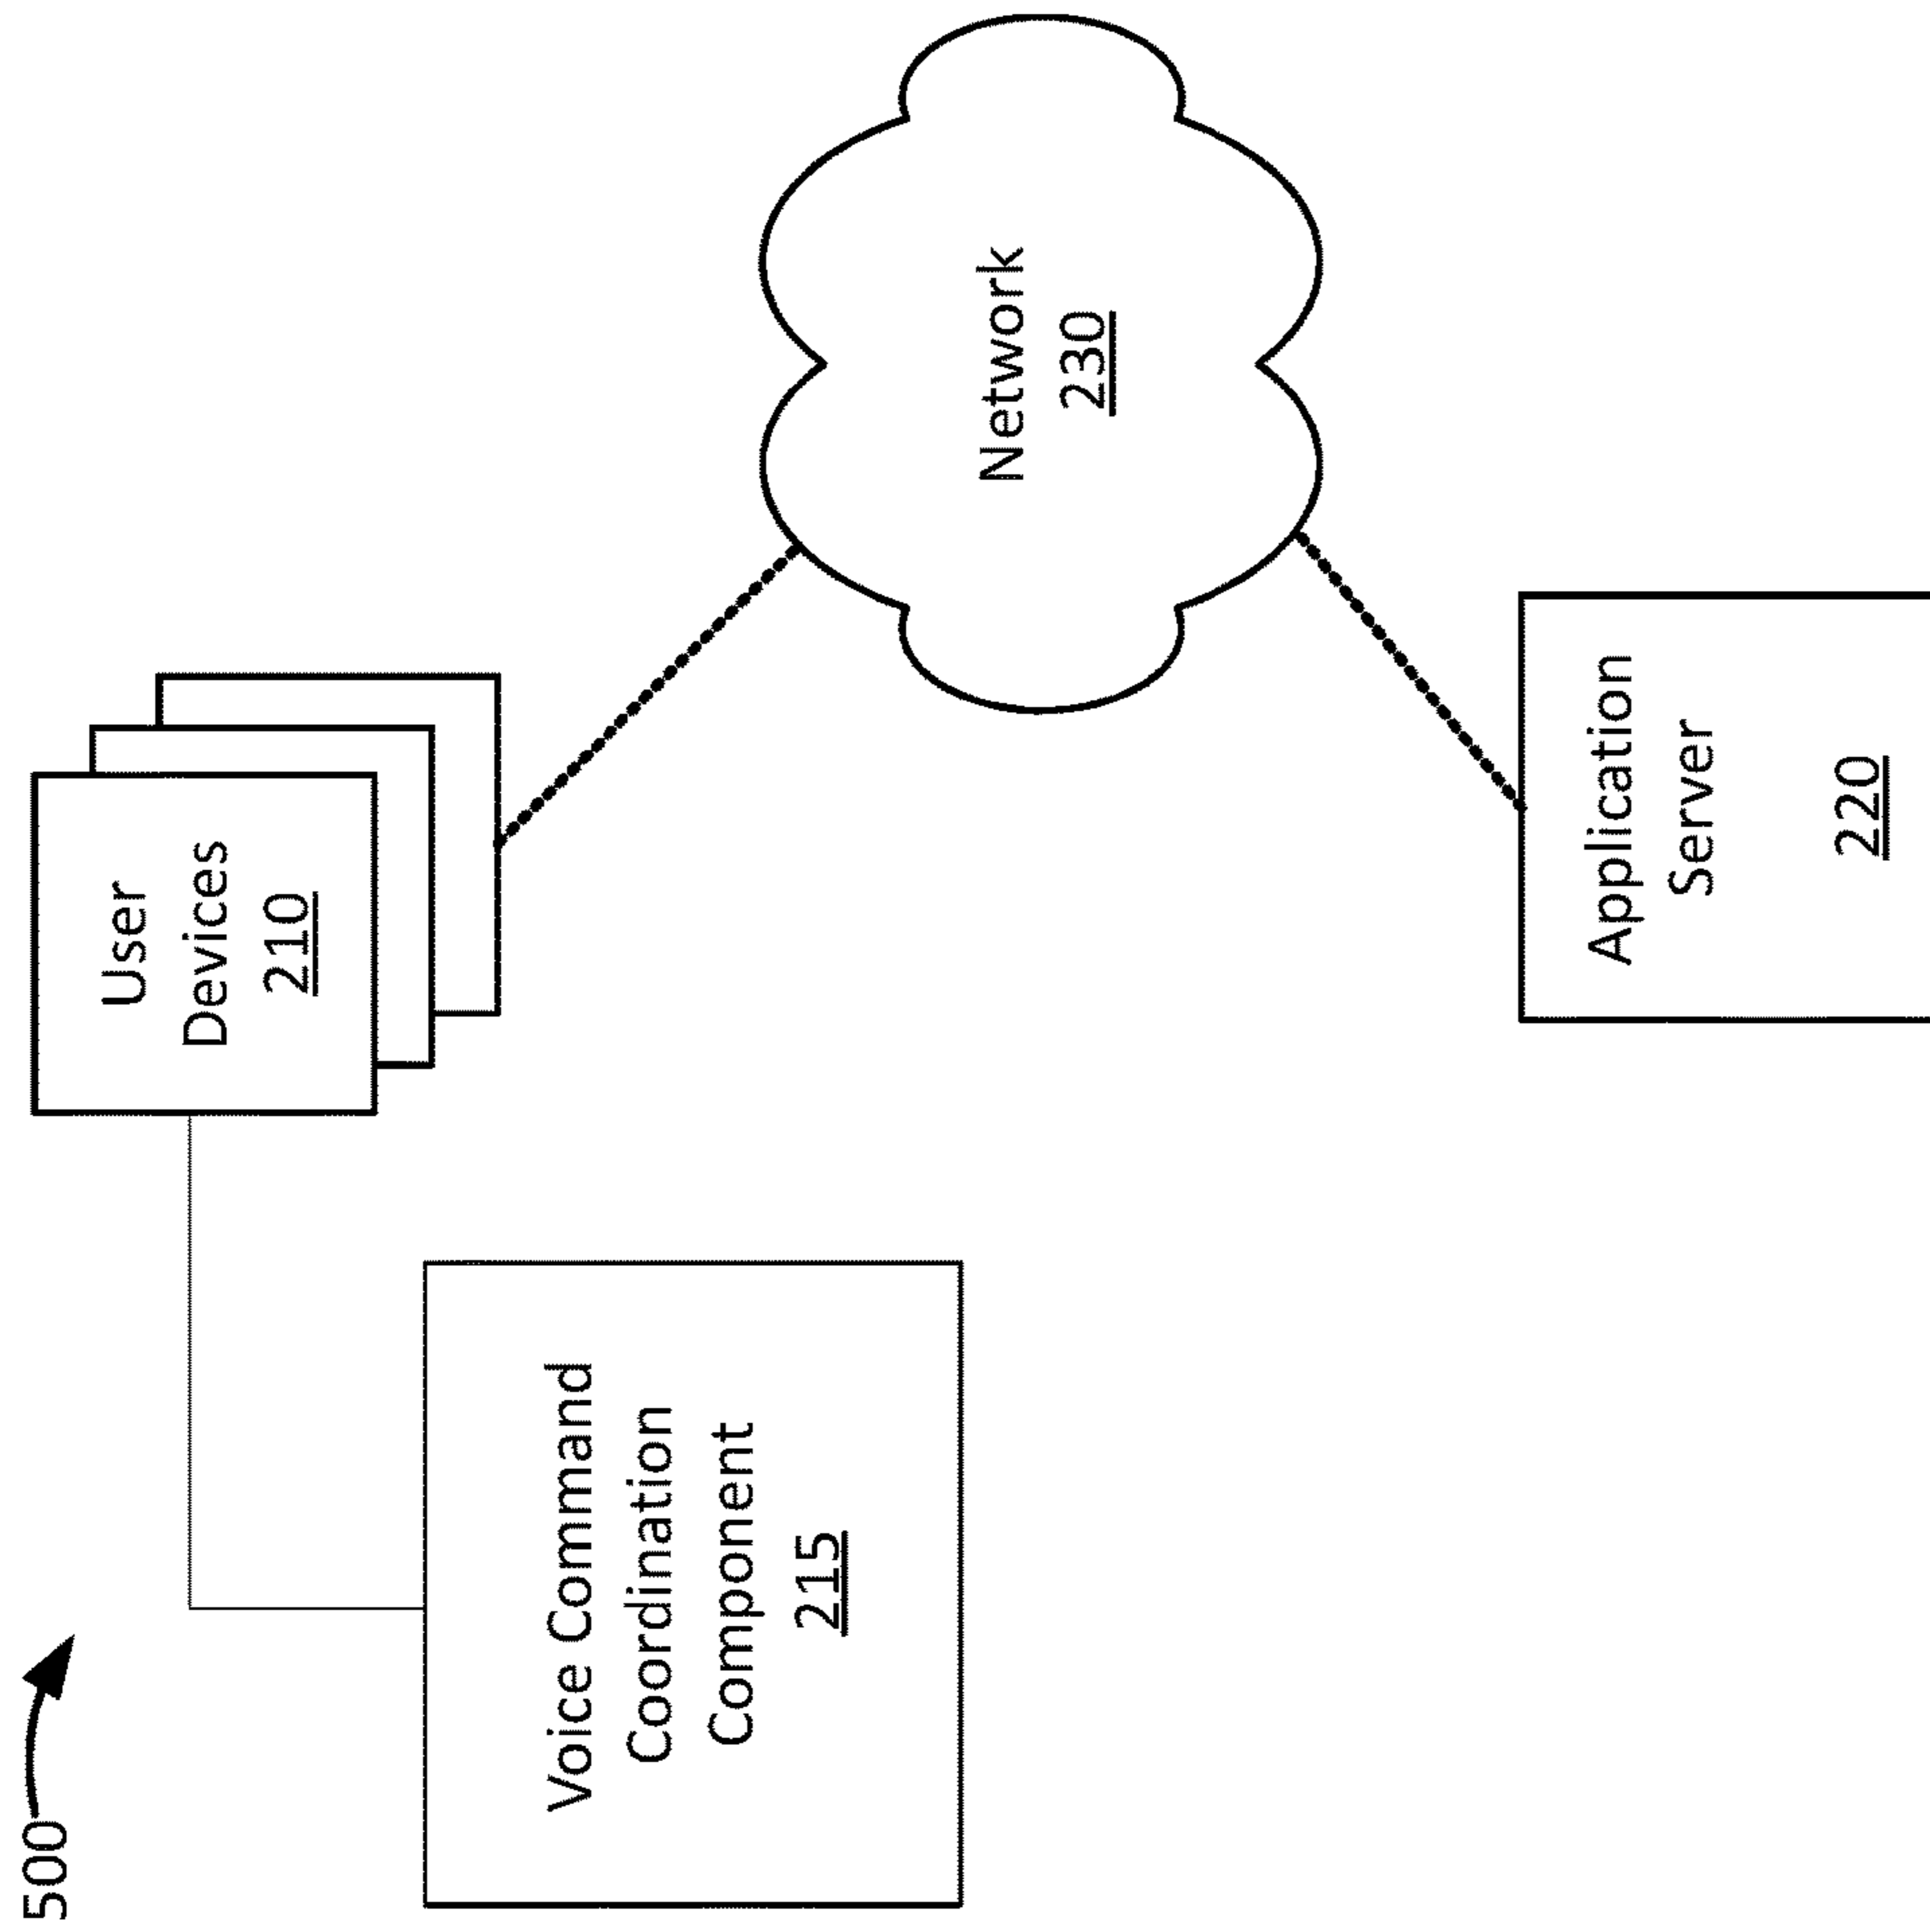 500
User
Devices
210
Voice Command
Coordination
Component
215
Network
230
Application
Server
220